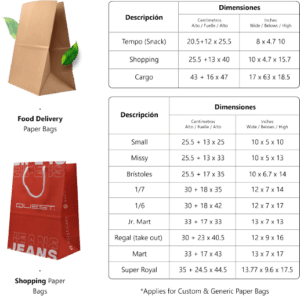 Food Delivery
Paper Bags
Descripción
Dimensiones
Centímetros
Alto / Fuelle / Alto
Inches
Wide / Belows / High
Tempo (Snack) 20.5+12 x 25.5 8 x 4.7 10
Shopping 25.5 +13 x 40 10 x 4.7 x 15.7
Cargo 43 + 16 x 47 17 x 63 x 18.5
QUEST
JEANS
Shopping Paper
Bags
Descripción
Dimensiones
Centímetros
Alto / Fuelle / Alto
Inches
Wide / Belows / High
Small 25.5 + 13 x 25 10 x 5 x 10
Missy 25.5 + 13 x 33 10 x 5 x 13
Bristoles 25.5 + 17 x 35 10 x 6.7 x 14
1/7 30 + 18 x 35 12 x 7 x 14
1/6 30 + 18 x 42 12 x 7 x 17
Jr. Mart 33 + 17 x 33 13 x 7 x 13
Regal (take out) 30 + 23 x 40.5 12 x 9 x 16
Mart 33 + 17 x 43 13 x 7 x 17
Super Royal 35 + 24.5 x 44.5 13.77 x 9.6 x 17.5
*Applies for Custom & Generic Paper Bags